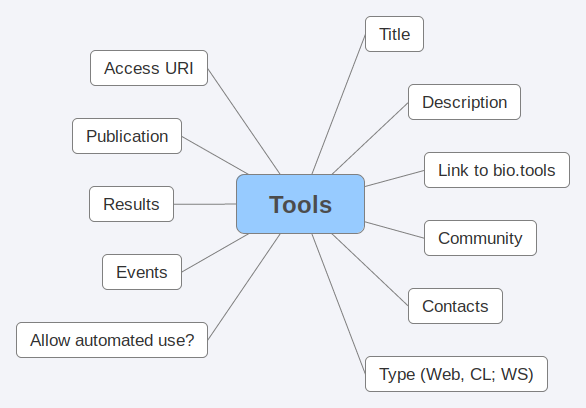 Title
Access URI
Description
Publication
Link to bio.tools
Results
Tools
Community
Events
Contacts
Allow automated use?
Type (Web, CL; WS)